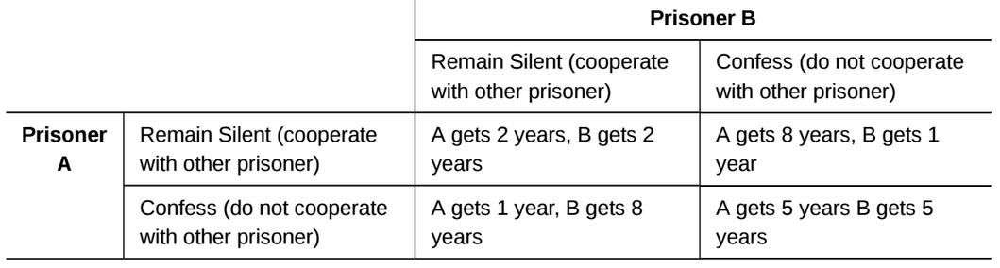 Prisoner B
Remain Silent (cooperate
with other prisoner)
Confess (do not cooperate
with other prisoner)
Prisoner
A
Remain Silent (cooperate
with other prisoner)
A gets 2 years, B gets 2
years
A gets 8 years, B gets 1
year
Confess (do not cooperate
with other prisoner)
A gets 1 year, B gets 8
years
A gets 5 years B gets 5
years